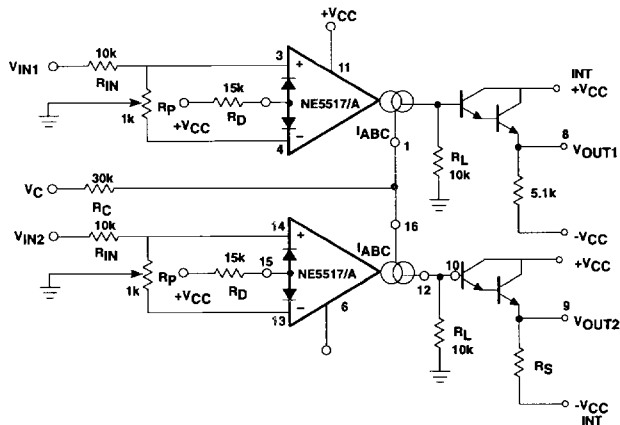 +VCC
10k
VIN1
RIN
3
+
11
INT
+VCC
RP
15k
1k
+VCC
RD
NE5517/A
4
–
IABC
1
RL
10k
8
VOUT1
5.1k
-VCC
VC
30k
RC
16
10k
VIN2
RIN
14
+
IABC
+VCC
RP
15k
15
1k
+VCC
RD
NE5517/A
12
10
13
–
6
9
VOUT2
RL
10k
RS
-VCC
INT